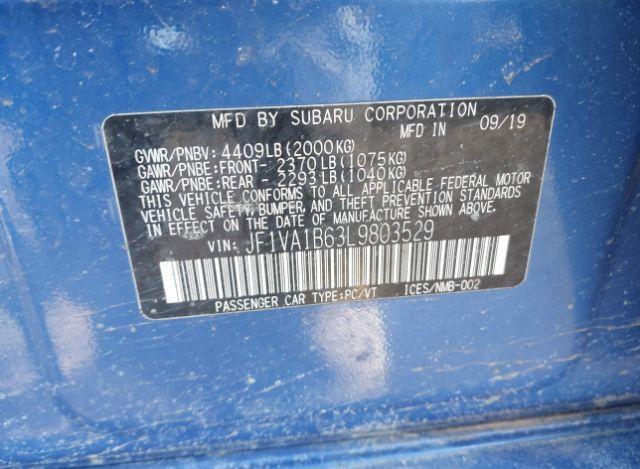 MFD BY SUBARU CORPORATION
MFD IN 09/19
GVWR/PNBV: 4409LB(2000KG)
GAWR/PNBE:FRONT- 2370LB(1075KG)
GAWR/PNBE:REAR - 2293LB(1040KG)
THIS VEHICLE CONFORMS TO ALL APPLICABLE FEDERAL MOTOR
VEHICLE SAFETY, BUMPER, AND THEFT PREVENTION STANDARDS
IN EFFECT ON THE DATE OF MANUFACTURE SHOWN ABOVE.
VIN: JF1VA1B63L9803529
PASSENGER CAR TYPE:PC/VT ICES/NMB-002